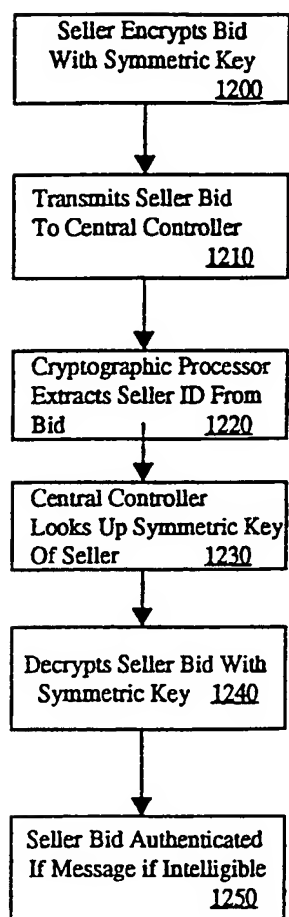 Seller Encrypts Bid
With Symmetric Key
1200
Transmits Seller Bid
To Central Controller
1210
Cryptographic Processor
Extracts Seller ID From
Bid 1220
Central Controller
Looks Up Symmetric Key
Of Seller 1230
Decrypts Seller Bid With
Symmetric Key 1240
Seller Bid Authenticated
If Message if Intelligible
1250